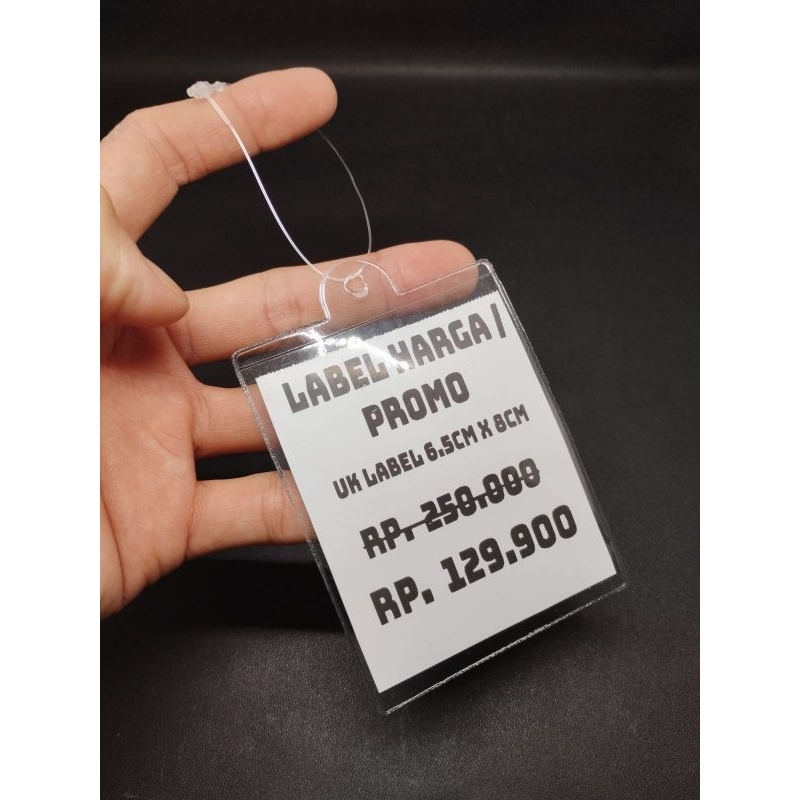 LABEL HARGA /
PROMO
UK LABEL 6.5CM X 8CM
RP. 250.000
RP. 129.900